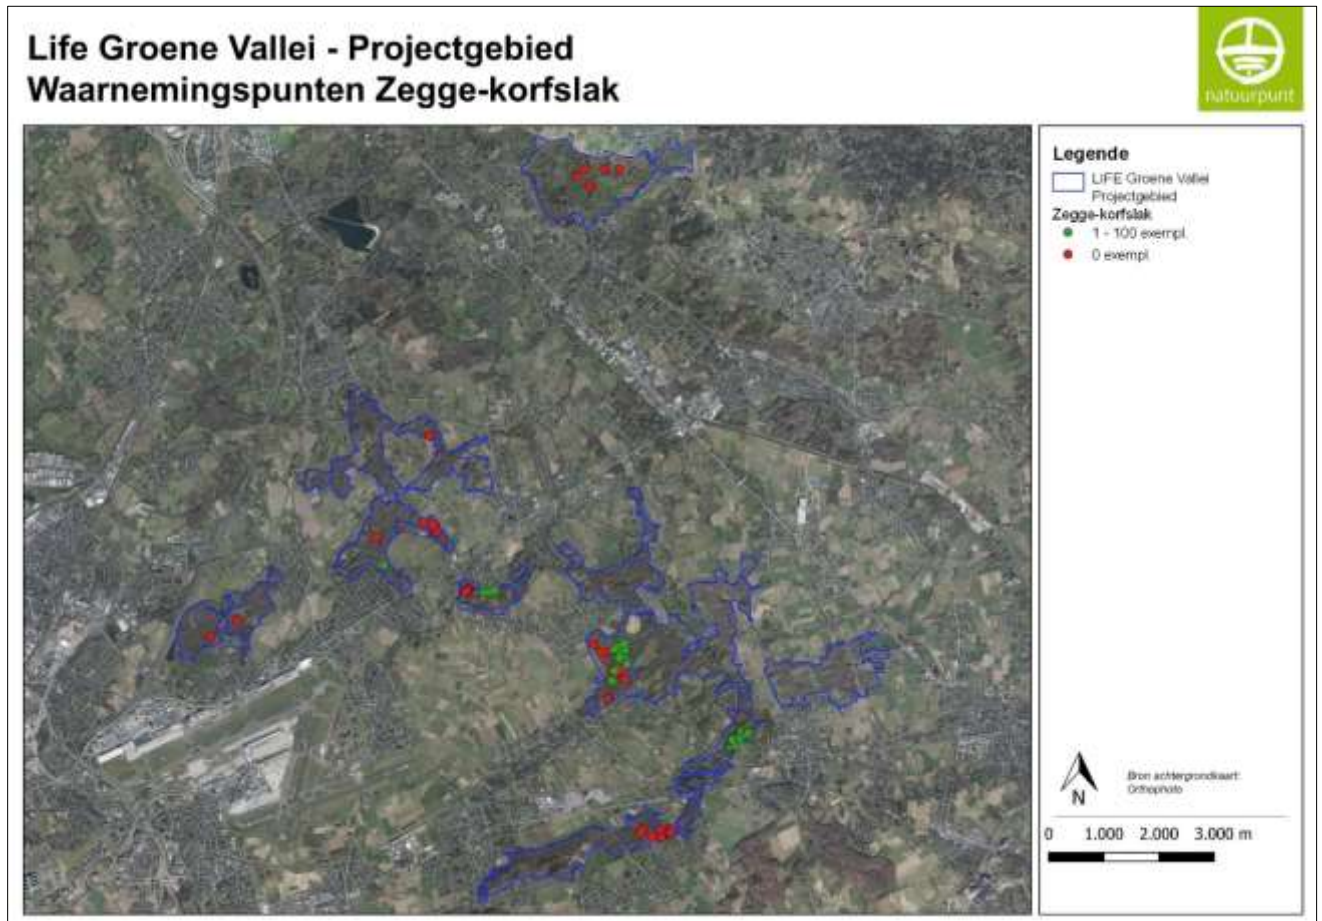 Life Groene Vallei - Projectgebied
Waarnemingspunten Zegge-korfslak
natuurpunt
Legende
LIFE Groene Vallei
Projectgebied
Zegge-korfslak
1 - 100 exempl.
0 exempl
N
Bron achtergrondkaart:
Orthophoto
0 1.000 2.000 3.000 m